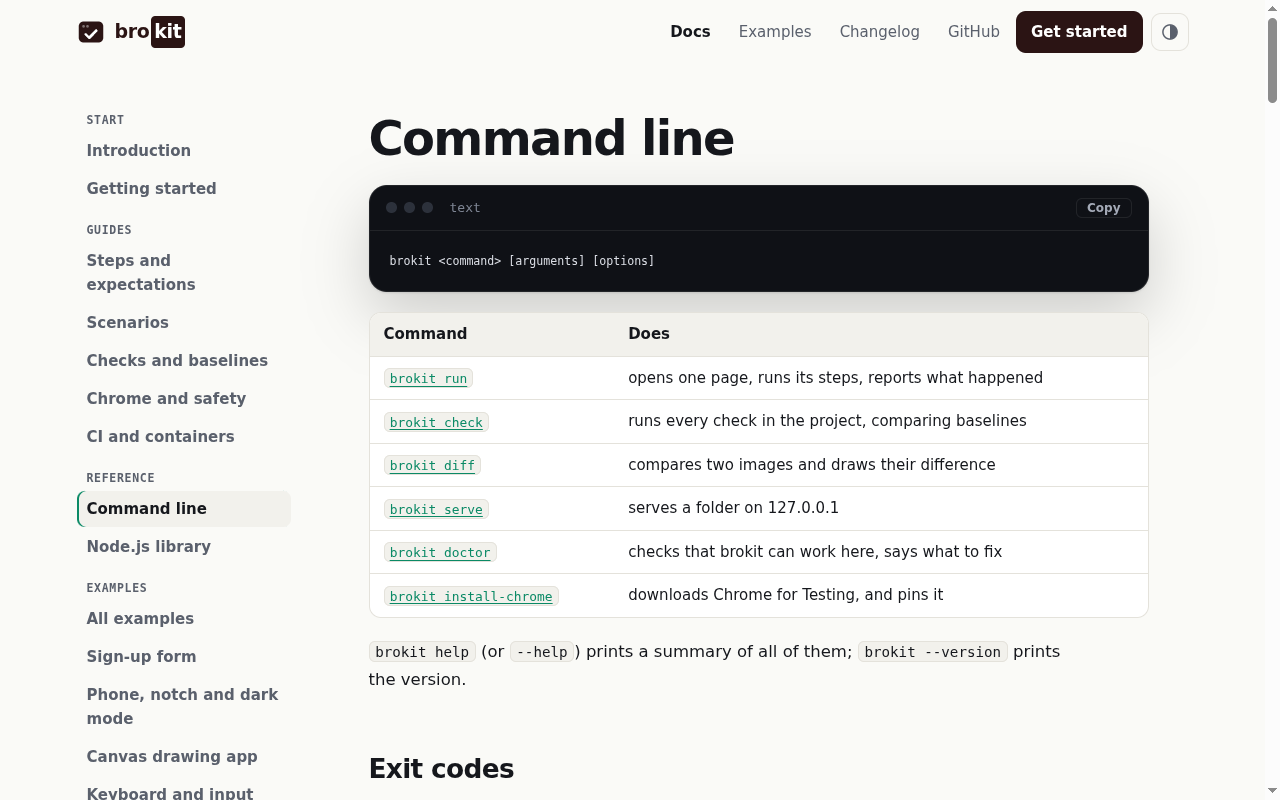 brokit
Docs
Examples
Changelog
GitHub
Get started
START
Introduction
Getting started
GUIDES
Steps and
expectations
Scenarios
Checks and baselines
Chrome and safety
CI and containers
REFERENCE
Command line
Node.js library
EXAMPLES
All examples
Sign-up form
Phone, notch and dark
mode
Canvas drawing app
Keyboard and input
Command line
text
Copy
brokit <command> [arguments] [options]
Command Does
brokit run opens one page, runs its steps, reports what happened
brokit check runs every check in the project, comparing baselines
brokit diff compares two images and draws their difference
brokit serve serves a folder on 127.0.0.1
brokit doctor checks that brokit can work here, says what to fix
brokit install-chrome downloads Chrome for Testing, and pins it
brokit help (or --help) prints a summary of all of them; brokit --version prints
the version.
Exit codes